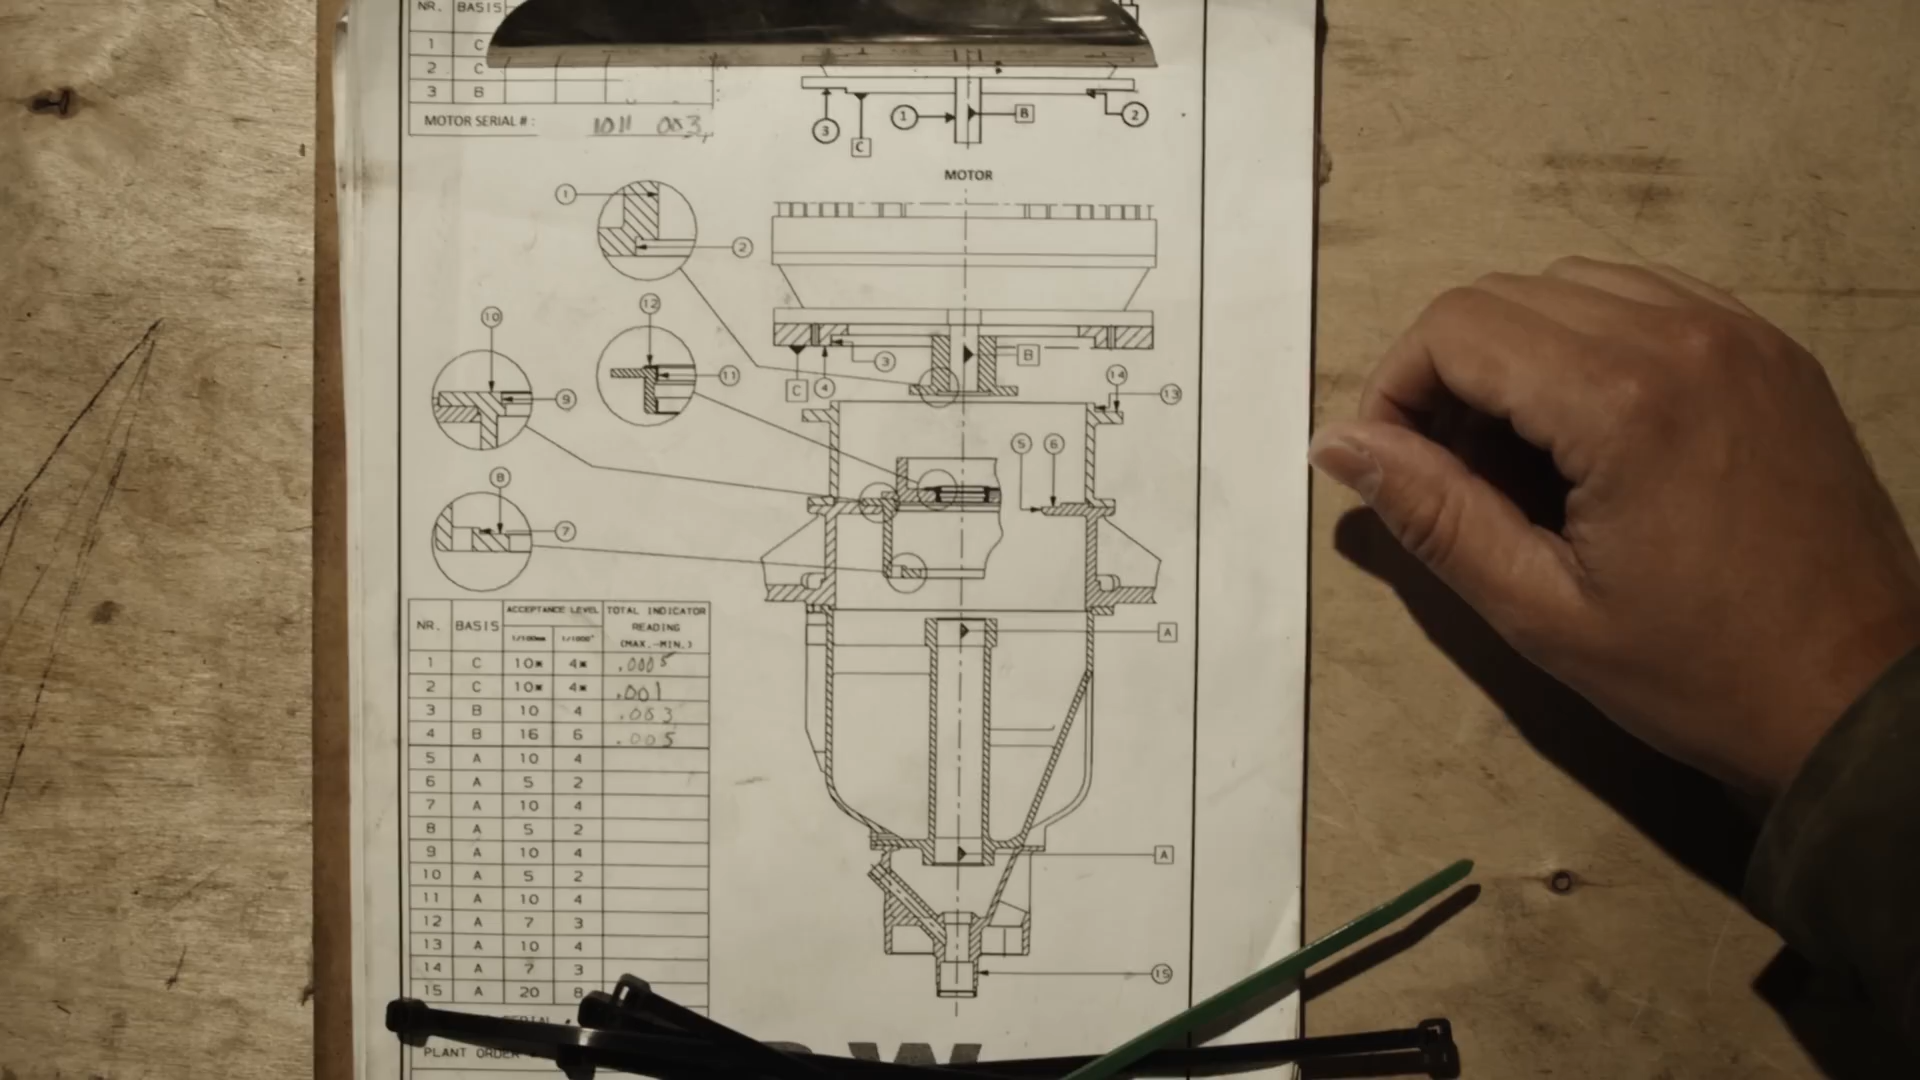 NR. BASIS
1 C
2 C
3 B
MOTOR SERIAL #: 1011 003
3 C 1 B 2
MOTOR
1
2
12
10
3 B
11 C 4 14
9 13
5 6
8
7
A
NR. BASIS ACCEPTANCE LEVEL TOTAL INDICATOR READING (MAX.-MIN.)
1/100mm 1/1000"
1 C 10* 4* .0005
2 C 10* 4* .001
3 B 10 4 .003
4 B 16 6 .005
5 A 10 4
6 A 5 2
7 A 10 4
8 A 5 2
9 A 10 4
10 A 5 2
11 A 10 4
12 A 7 3
13 A 10 4
14 A 7 3
15 A 20 8
A
15
PLANT ORDER
W